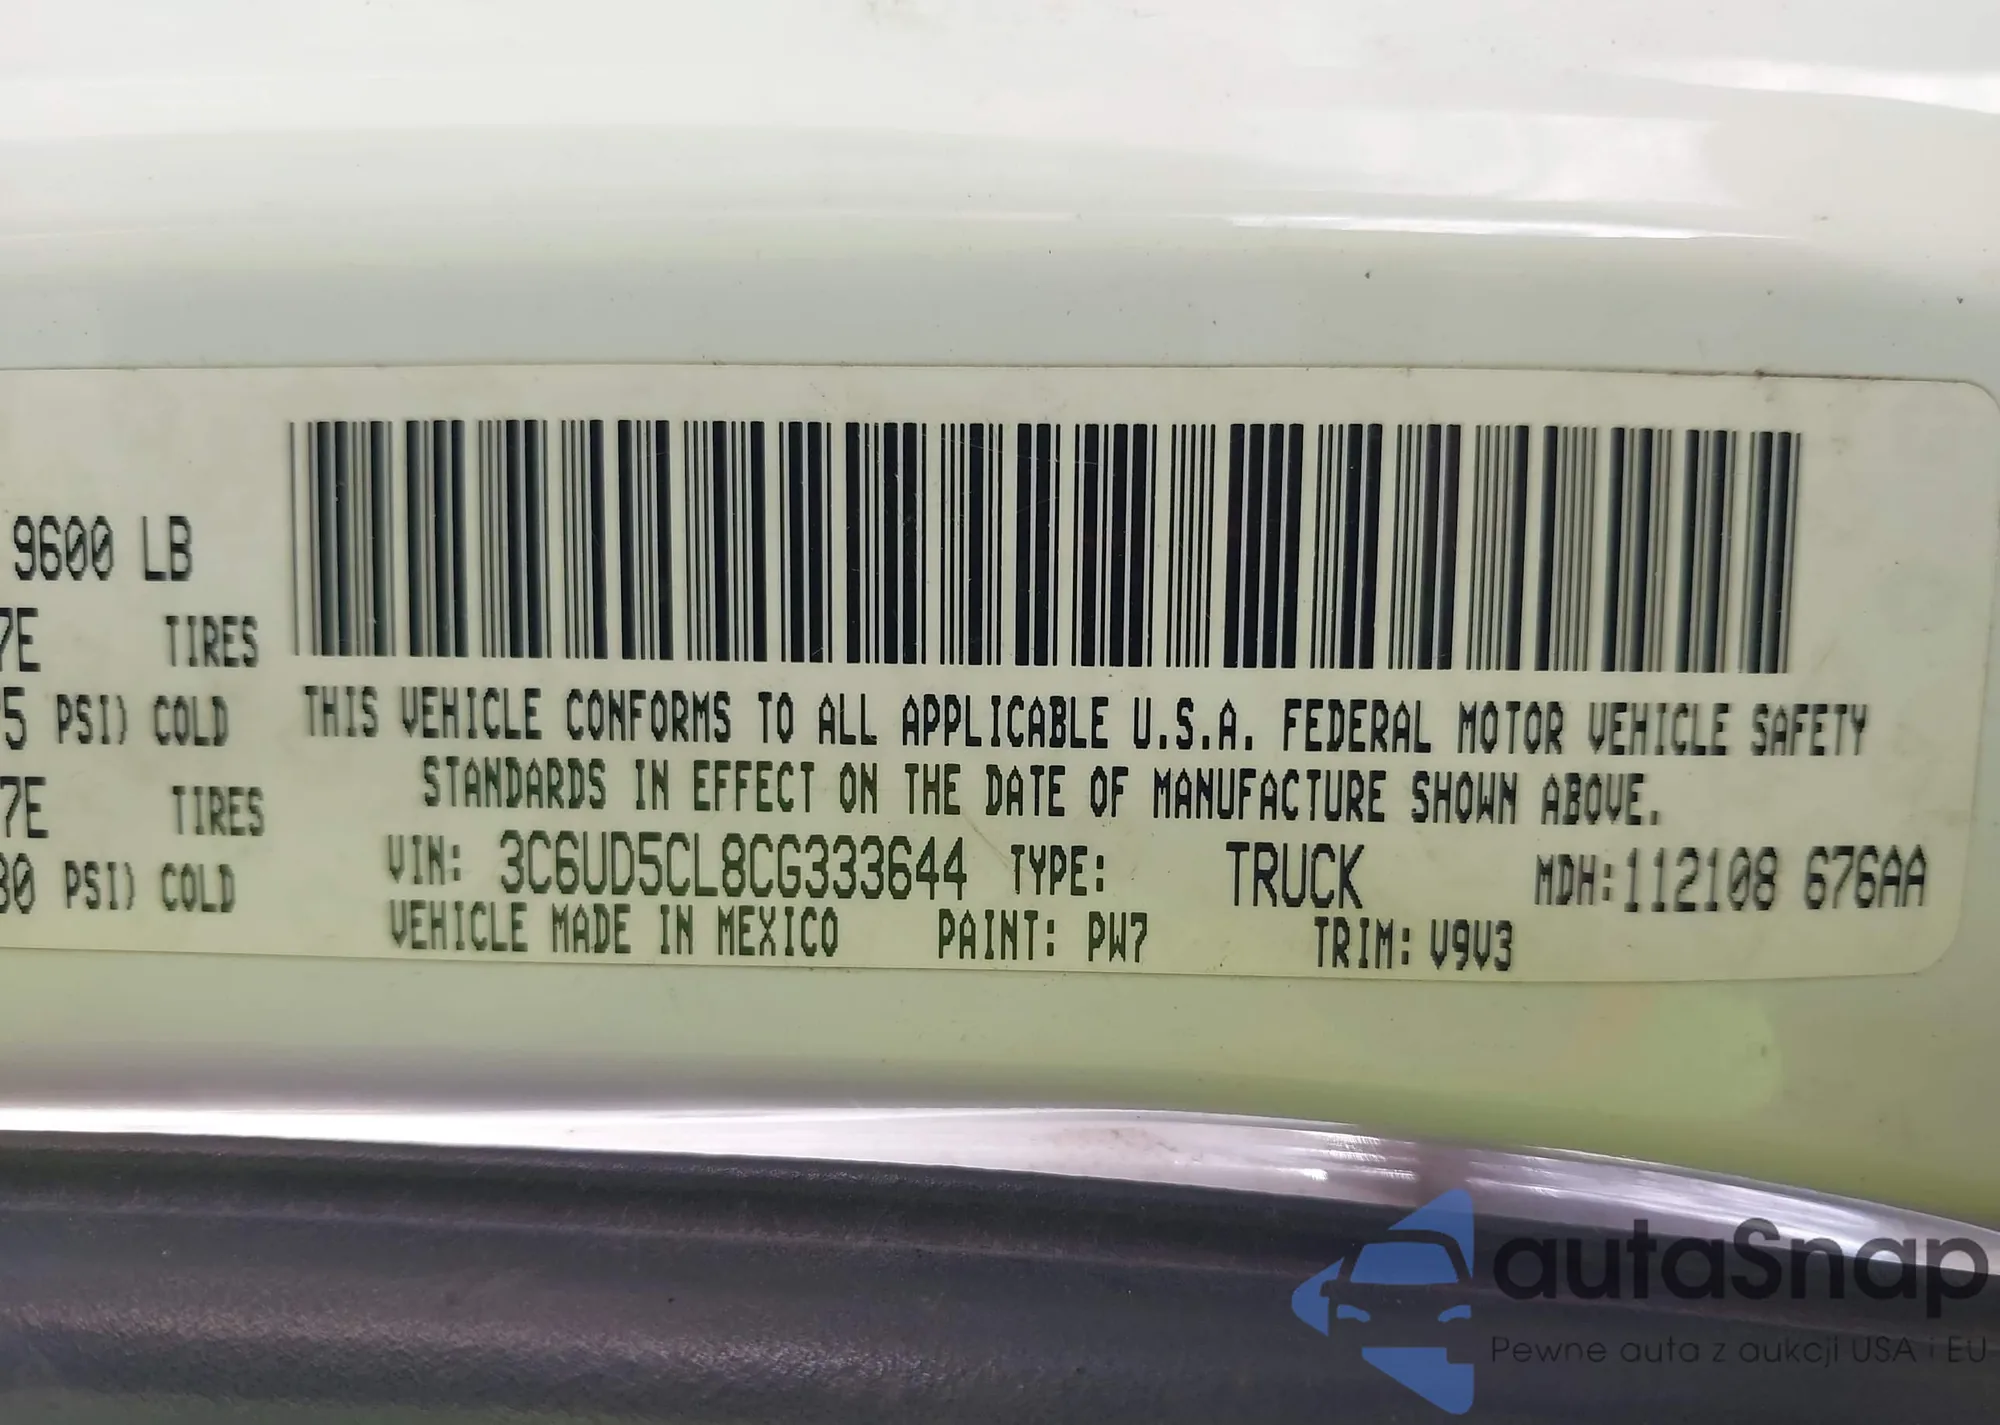 9600 LB
7E TIRES
5 PSI) COLD
7E TIRES
80 PSI) COLD
THIS VEHICLE CONFORMS TO ALL APPLICABLE U.S.A. FEDERAL MOTOR VEHICLE SAFETY
STANDARDS IN EFFECT ON THE DATE OF MANUFACTURE SHOWN ABOVE.
VIN: 3C6UD5CL8CG333644 TYPE: TRUCK MDH:112108 676AA
VEHICLE MADE IN MEXICO PAINT: PW7 TRIM: V9V3
autaSnap
Pewne auta z aukcji USA i EU